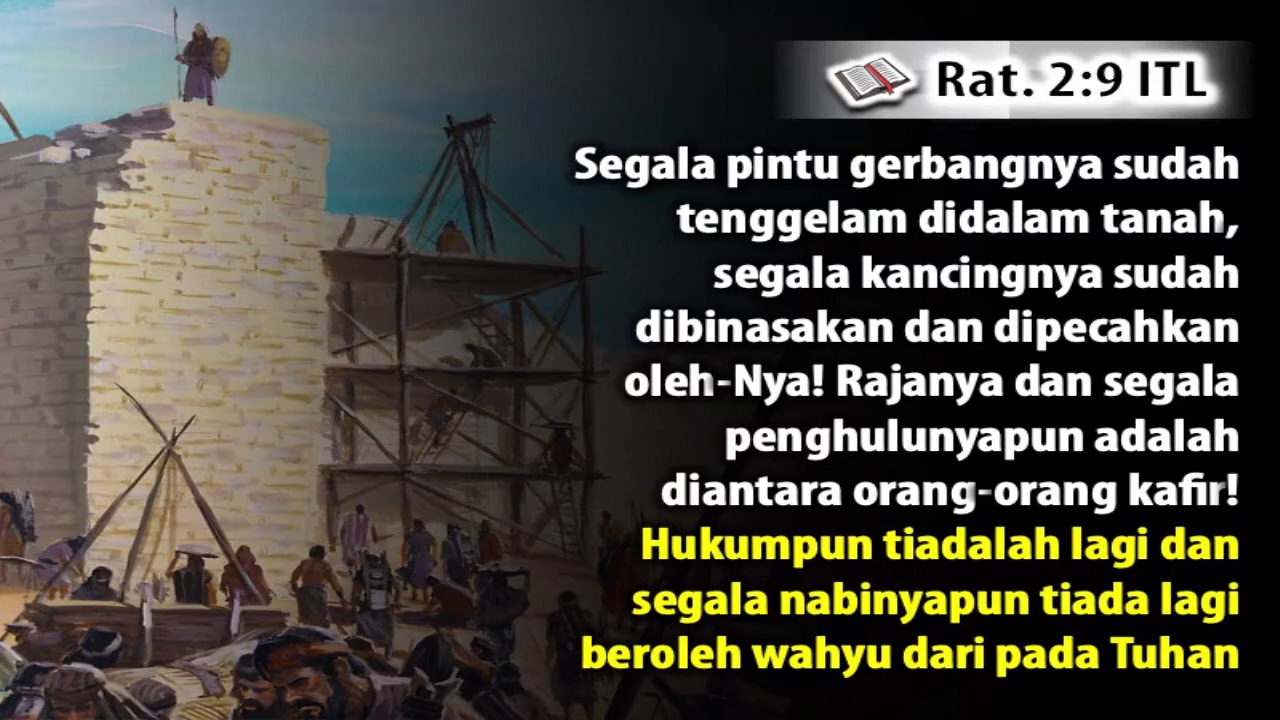 Rat. 2:9 ITL
Segala pintu gerbangnya sudah
tenggelam didalam tanah,
segala kancingnya sudah
dibinasakan dan dipecahkan
oleh-Nya! Rajanya dan segala
penghulunyapun adalah
diantara orang-orang kafir!
Hukumpun tiadalah lagi dan
segala nabinyapun tiada lagi
beroleh wahyu dari pada Tuhan